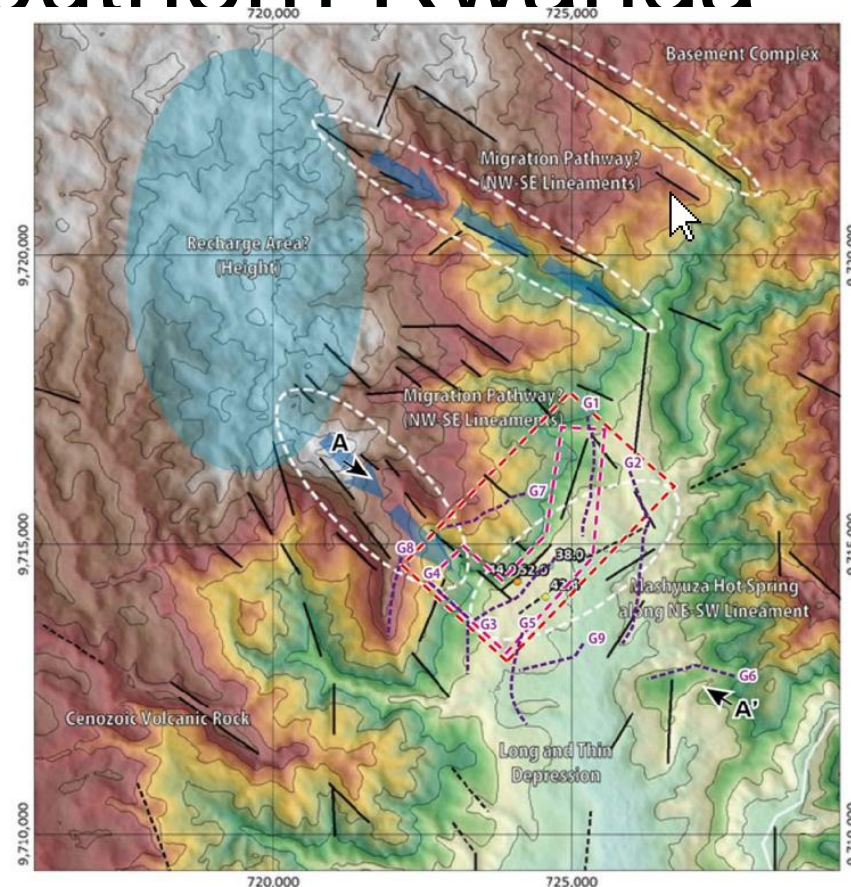 720,000
725,000
Basement Complex
Migration Pathway?
(NW-SE Lineaments)
9,720,000
Recharge Area?
(Height)
Migration Pathway?
(NW-SE Lineaments)
G1
A
G2
G7
9,715,000
G8
38.0
G4
42.4
Mashyuza Hot Spring
along NE-SW Lineament
G3
G5
G9
G6
A'
Cenozoic Volcanic Rock
Long and Thin
Depression
9,710,000
720,000
725,000